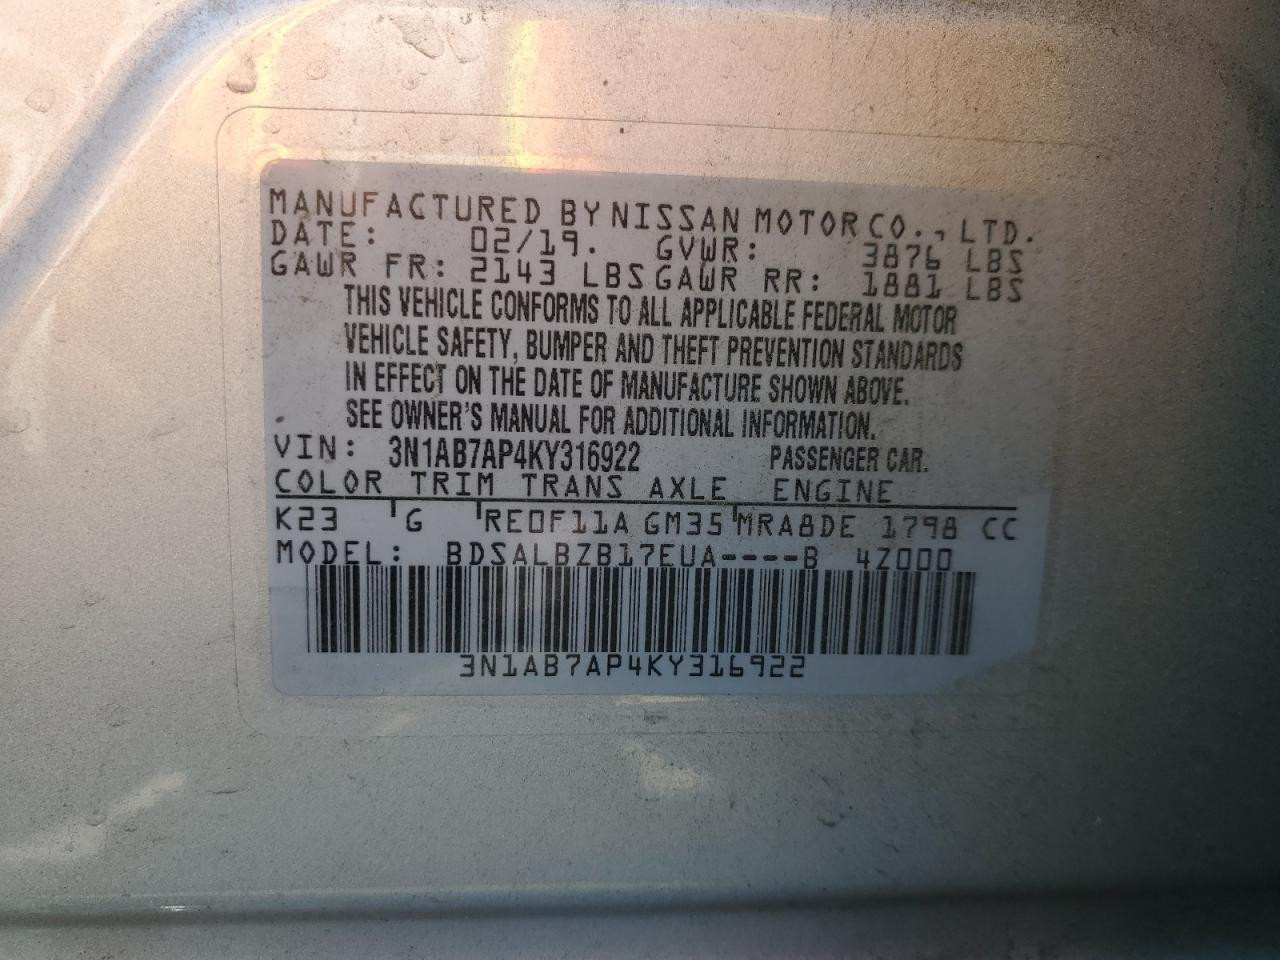 MANUFACTURED BY NISSAN MOTOR CO., LTD.
DATE: 02/19. GVWR: 3876 LBS
GAWR FR: 2143 LBS GAWR RR: 1881 LBS
THIS VEHICLE CONFORMS TO ALL APPLICABLE FEDERAL MOTOR
VEHICLE SAFETY, BUMPER AND THEFT PREVENTION STANDARDS
IN EFFECT ON THE DATE OF MANUFACTURE SHOWN ABOVE.
SEE OWNER'S MANUAL FOR ADDITIONAL INFORMATION.
VIN: 3N1AB7AP4KY316922 PASSENGER CAR.
COLOR TRIM TRANS AXLE ENGINE
K23 G RE0F11A GM35 MRA8DE 1798 CC
MODEL: BDSALBZB17EUA----B 4Z000
3N1AB7AP4KY316922